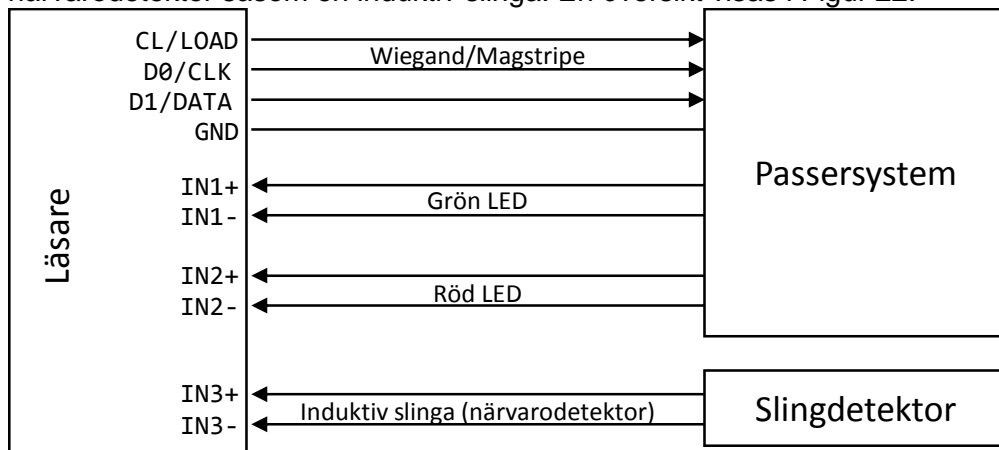 närvarodetektor såsom en induktiv slinga. En översikt visas i Figur 22.
CL/LOAD
Wiegand/Magstripe
D0/CLK
D1/DATA
GND
Passersystem
IN1+
Grön LED
IN1-
Läsare
IN2+
Röd LED
IN2-
IN3+
Induktiv slinga (närvarodetektor)
IN3-
Slingdetektor